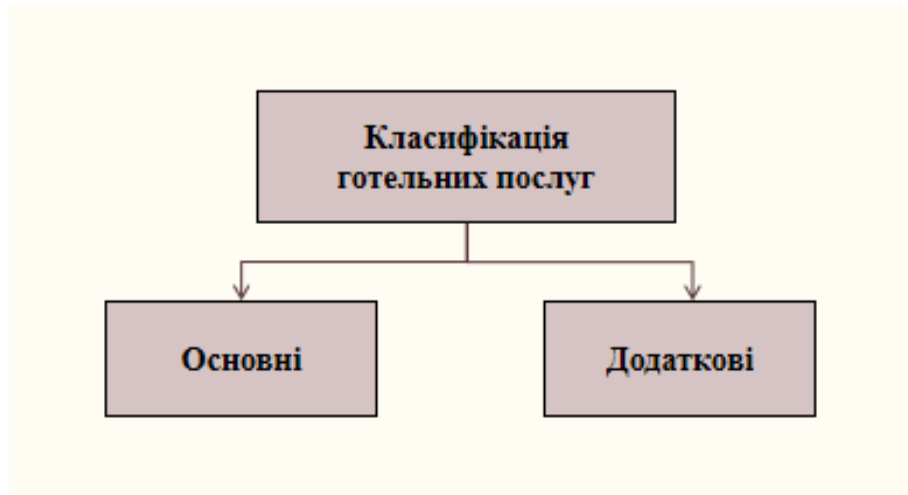 Класифікація
готельних послуг
Основні
Додаткові